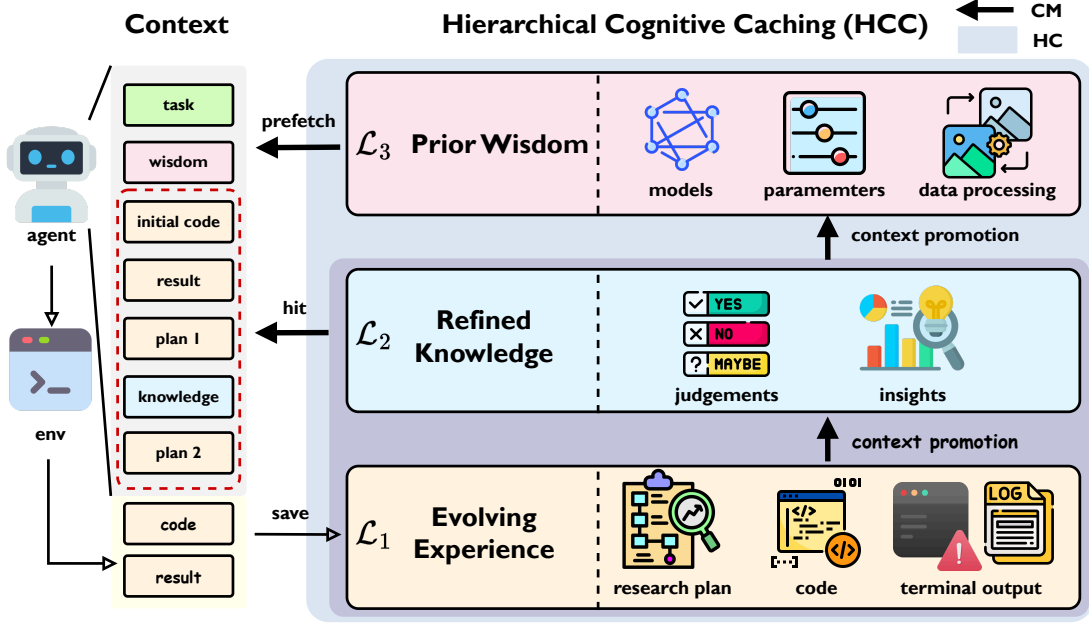 Context
Hierarchical Cognitive Caching (HCC)
CM
HC
agent
env
task
wisdom
initial code
result
plan 1
knowledge
plan 2
code
result
prefetch
hit
save
L3 Prior Wisdom
models
paramemters
data processing
context promotion
L2
Refined
Knowledge
YES
NO
? MAYBE
judgements
insights
context promotion
L1
Evolving
Experience
research plan
</>
01 01
[...]
</>
code
LOG
terminal output